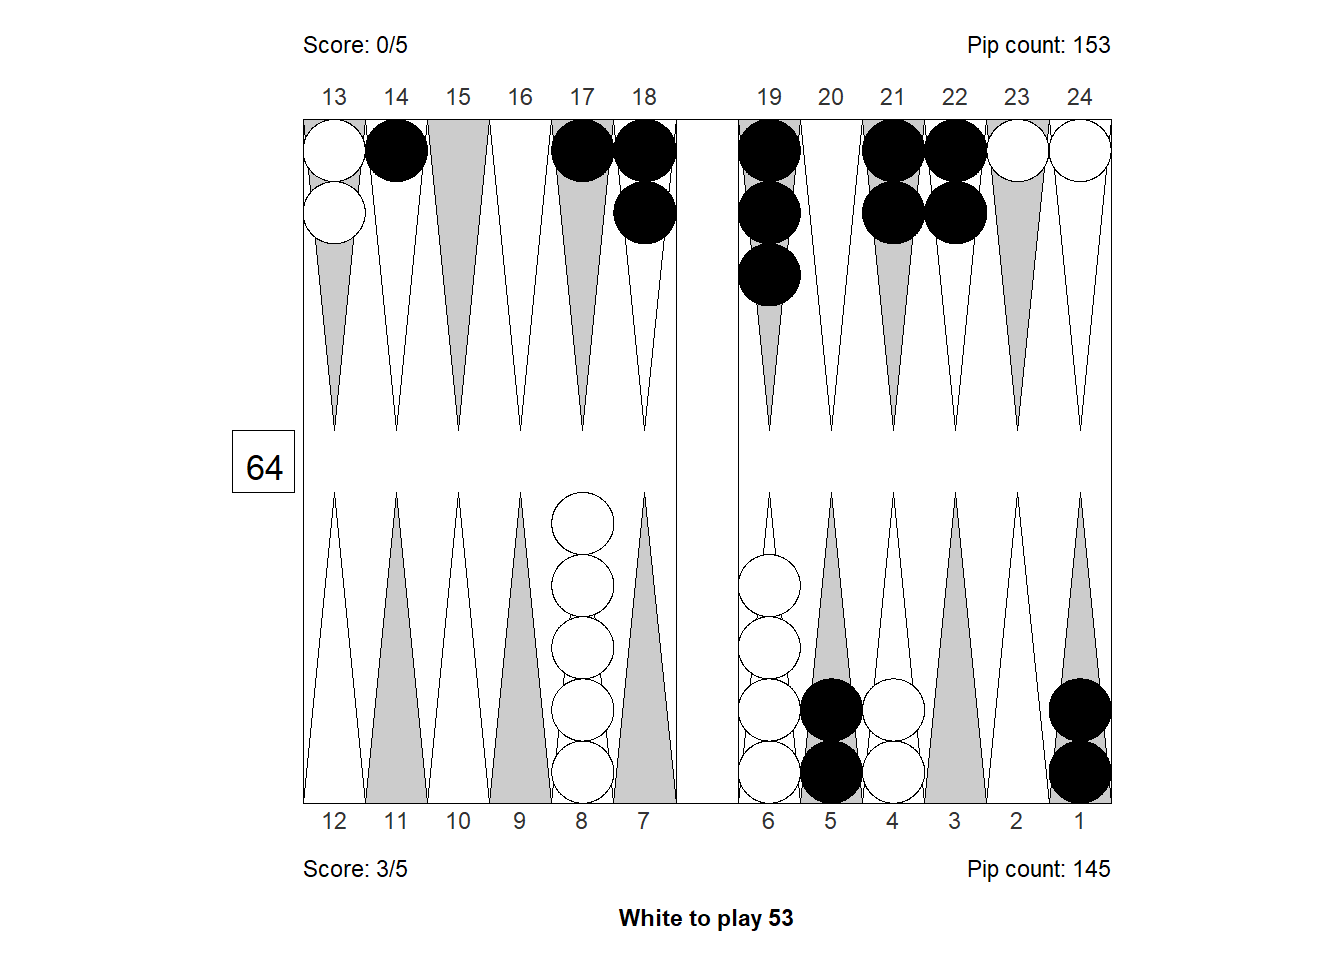 Score: 0/5 Pip count: 153
13 14 15 16 17 18 19 20 21 22 23 24
64
12 11 10 9 8 7 6 5 4 3 2 1
Score: 3/5 Pip count: 145
White to play 53